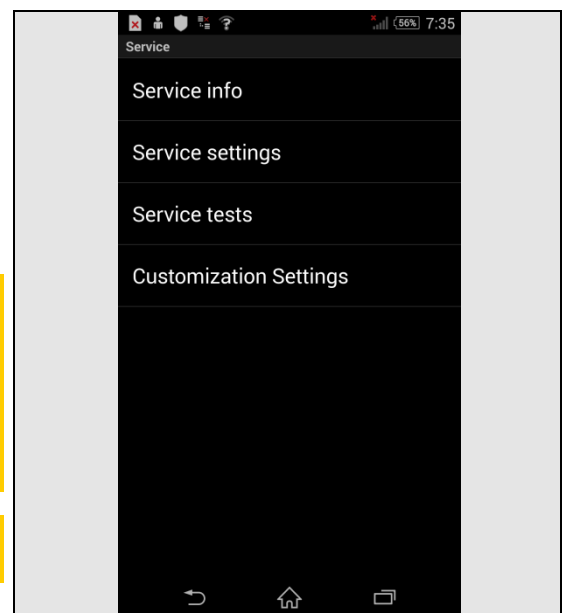 56% 7:35
Service
Service info
Service settings
Service tests
Customization Settings